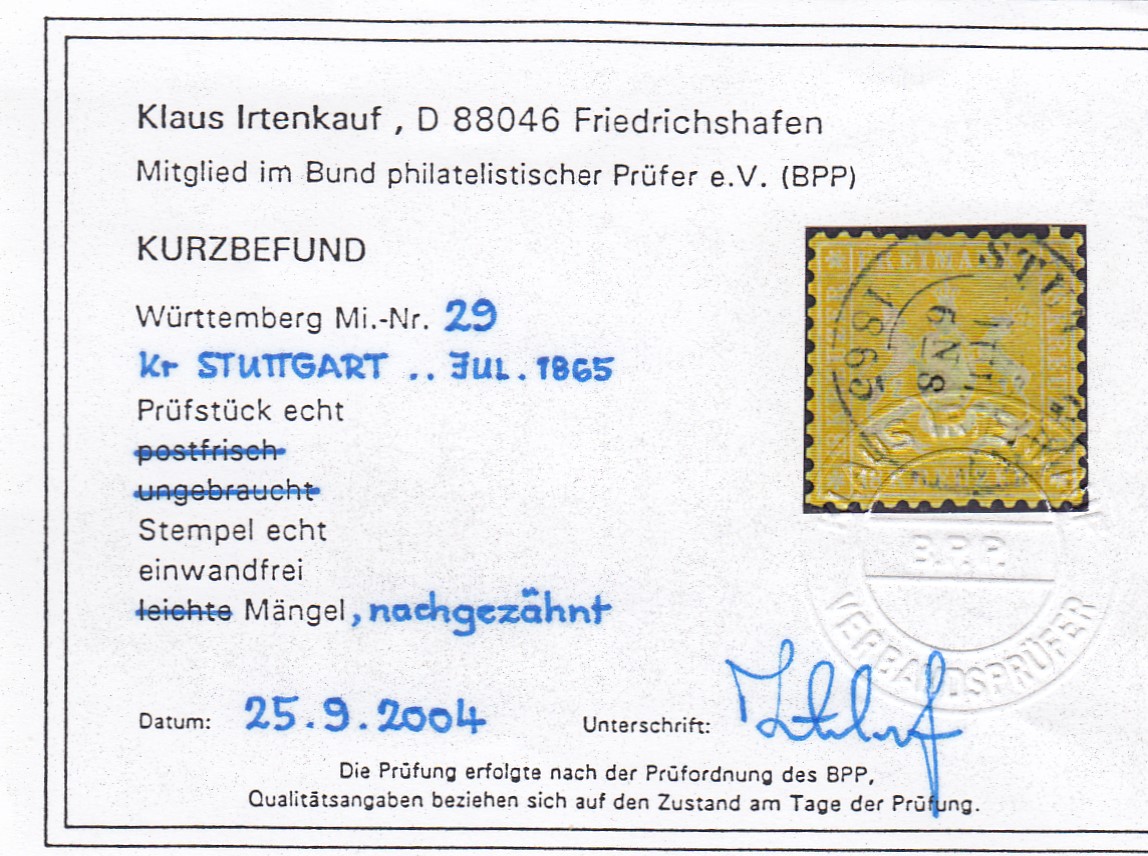 Klaus Irtenkauf , D 88046 Friedrichshafen
Mitglied im Bund philatelistischer Prüfer e.V. (BPP)
KURZBEFUND
Württemberg Mi.-Nr. 29
Kr STUTTGART .. JUL. 1865
Prüfstück echt
postfrisch
ungebraucht
Stempel echt
einwandfrei
leichte Mängel, nachgezähnt
Datum: 25.9.2004
Unterschrift:
Die Prüfung erfolgte nach der Prüfordnung des BPP,
Qualitätsangaben beziehen sich auf den Zustand am Tage der Prüfung.
FREIMA
B.P.P.
VERBANDSPRÜFER